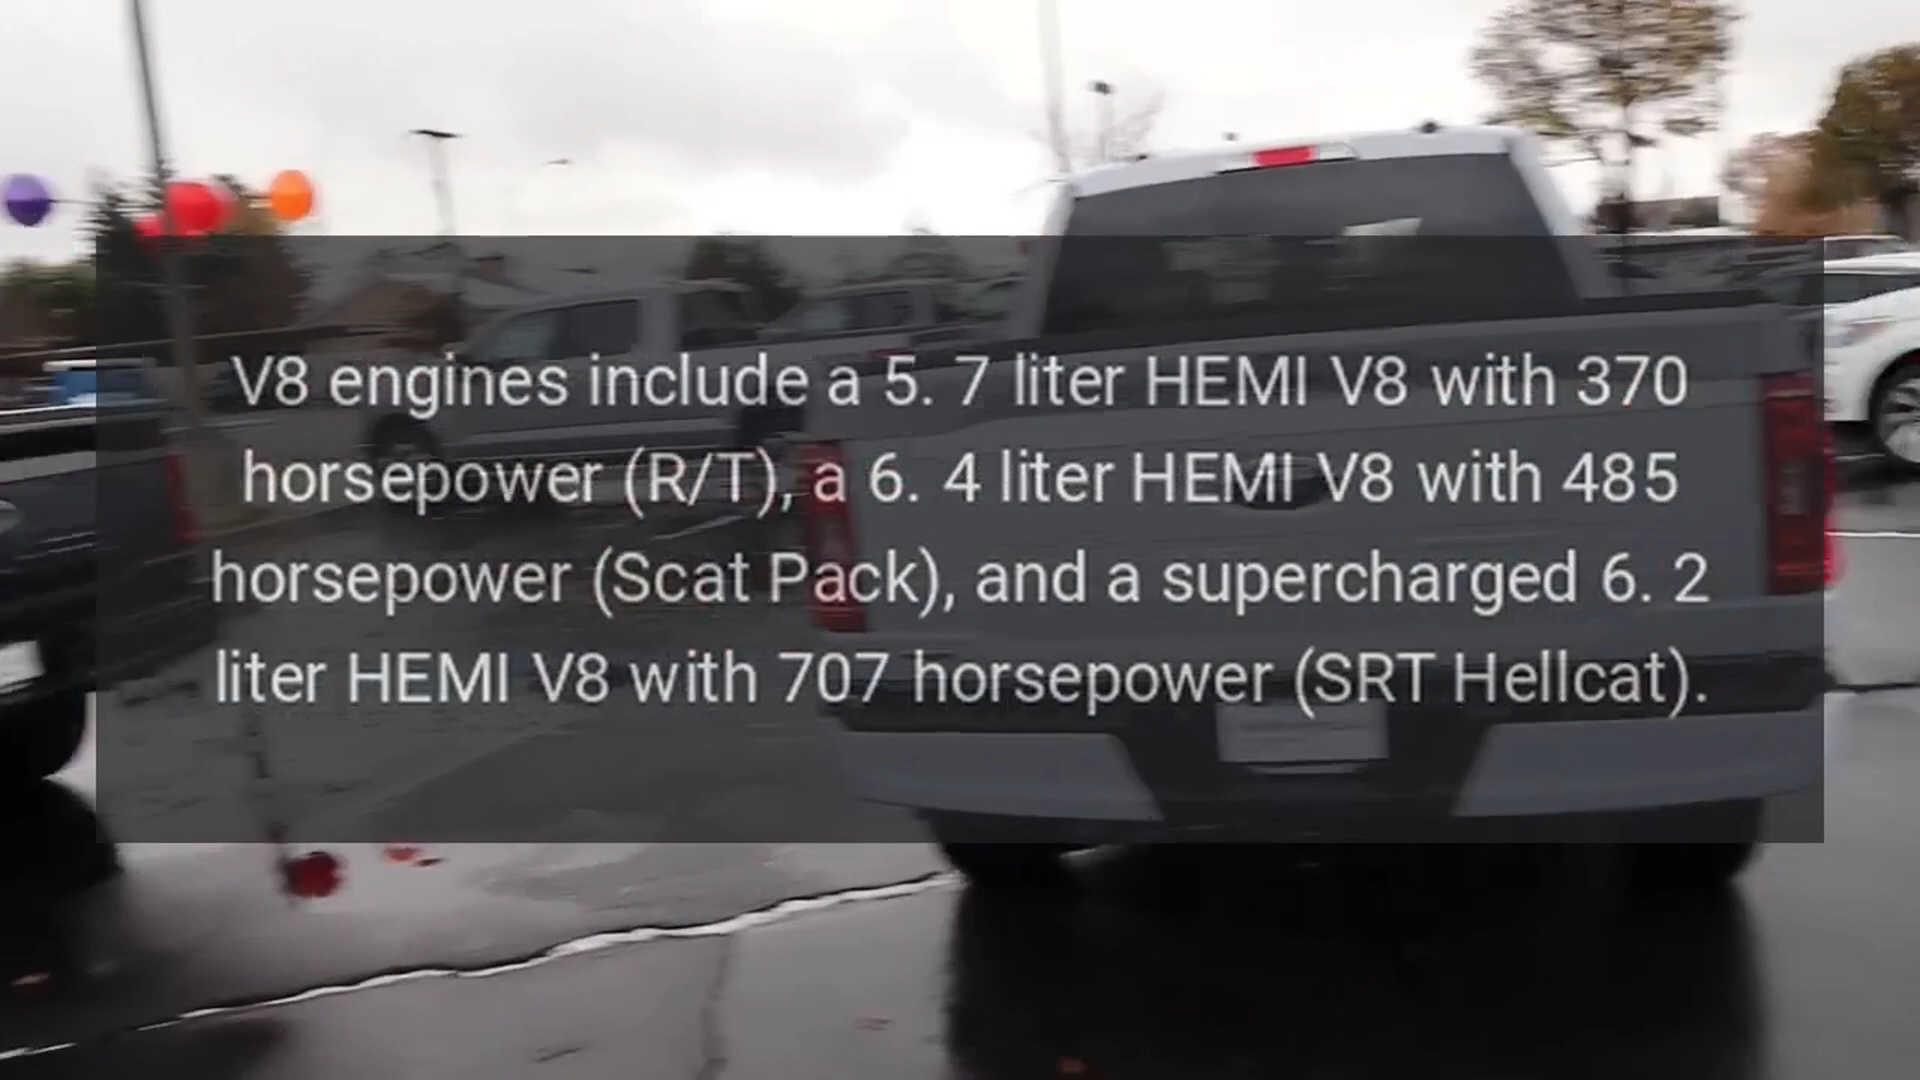 V8 engines include a 5. 7 liter HEMI V8 with 370
horsepower (R/T), a 6. 4 liter HEMI V8 with 485
horsepower (Scat Pack), and a supercharged 6. 2
liter HEMI V8 with 707 horsepower (SRT Hellcat).